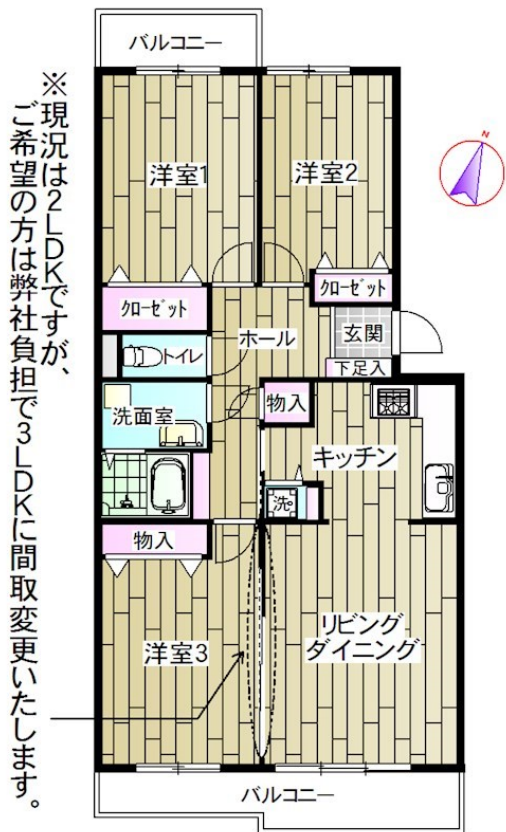 ※現況は2LDKですが、
ご希望の方は弊社負担で3LDKに間取変更いたします。
バルコニー
N
洋室1
洋室2
クローゼット
クローゼット
ホール
玄関
トイレ
下足入
洗面室
物入
キッチン
洗
物入
洋室3
リビング
ダイニング
バルコニー